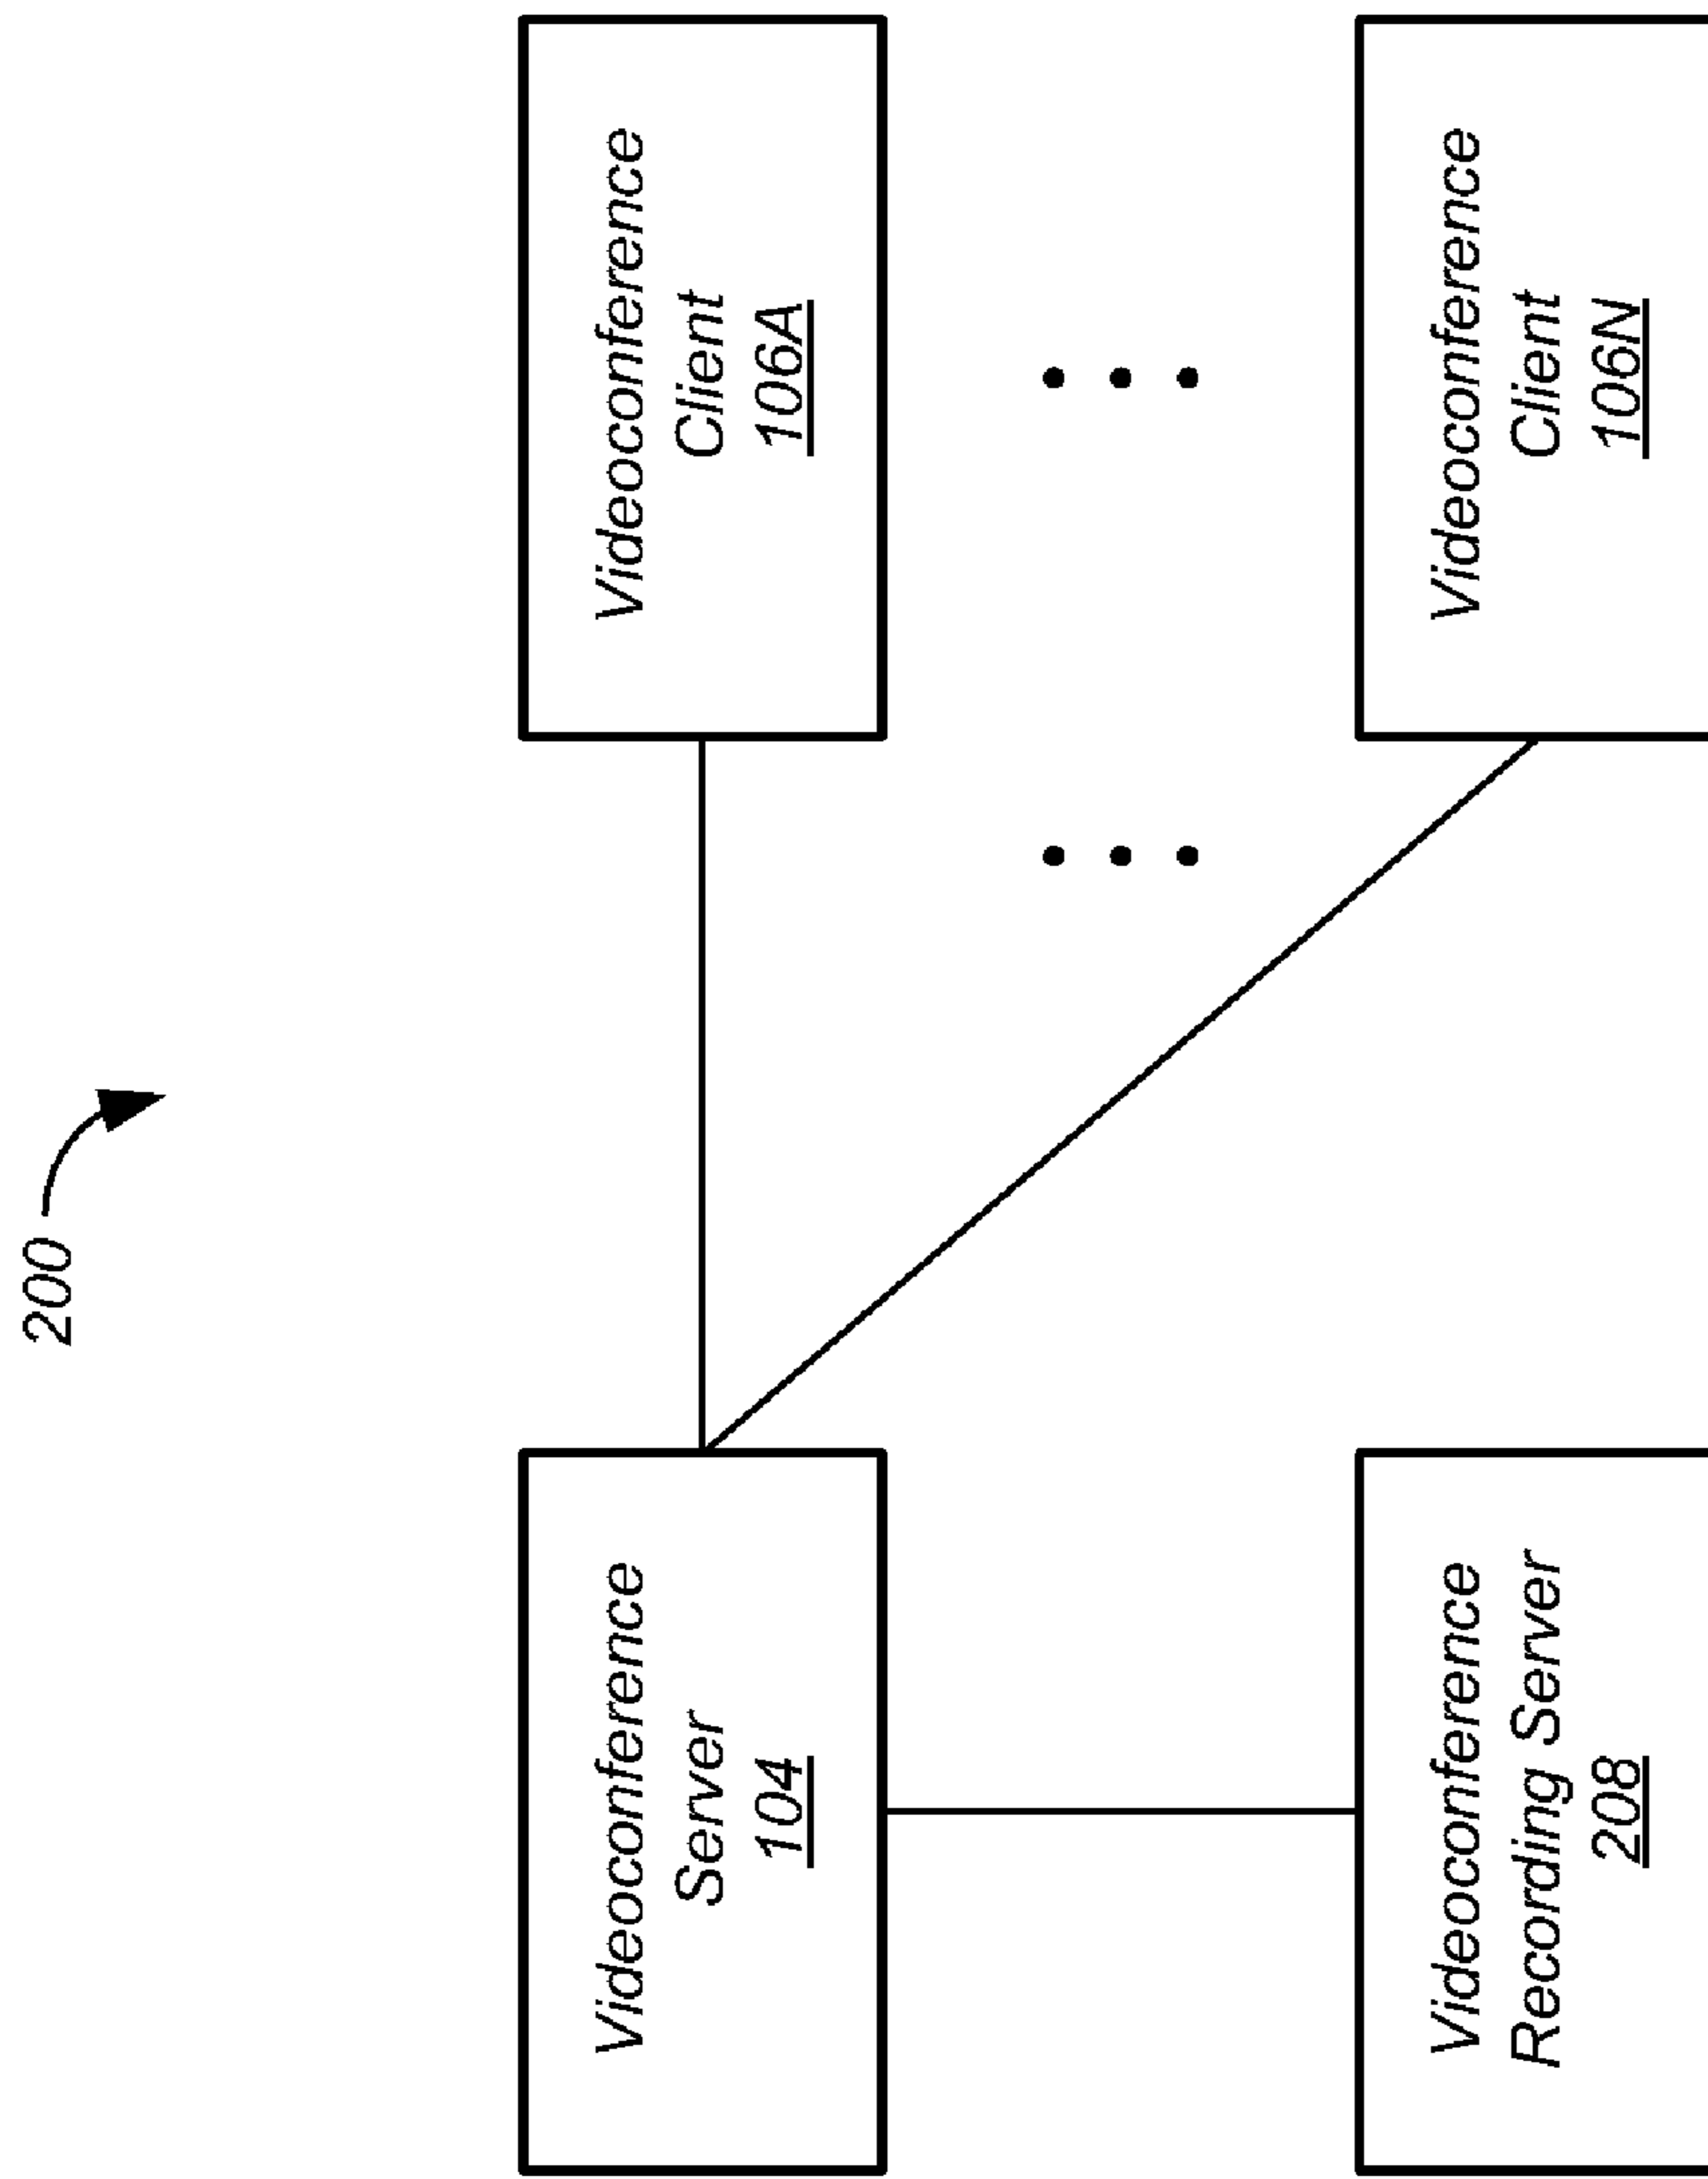 200
Videoconference
Server
104
Videoconference
Client
106A
Videoconference
Recording Server
208
Videoconference
Client
106N